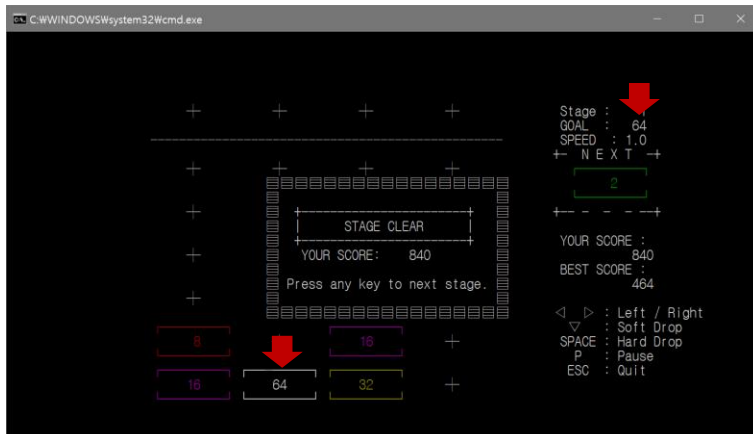 C:₩WINDOWS₩system32₩cmd.exe
Stage :
GOAL : 64
SPEED : 1.0
+- N E X T -+
2
STAGE CLEAR
YOUR SCORE: 840
Press any key to next stage.
YOUR SCORE :
840
BEST SCORE :
464
◁ ▷ : Left / Right
▽ : Soft Drop
SPACE : Hard Drop
P : Pause
ESC : Quit
8
16
16
64
32